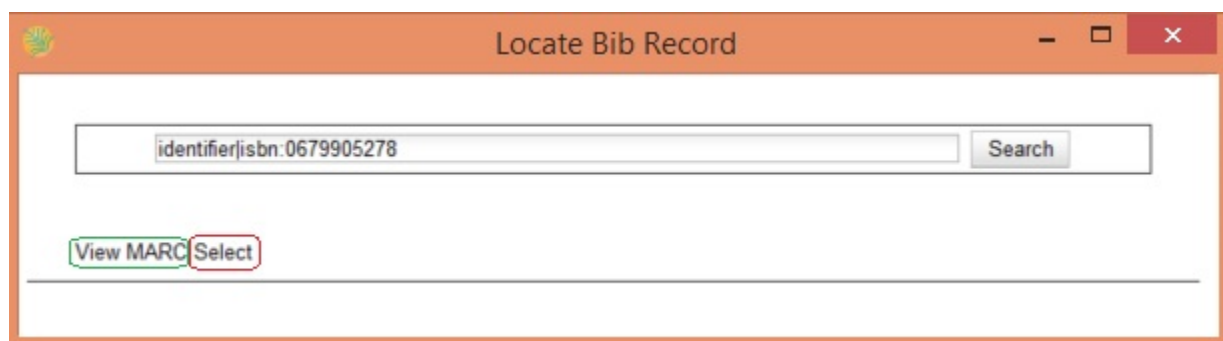 Locate Bib Record
identifier|isbn:0679905278 Search
View MARC Select